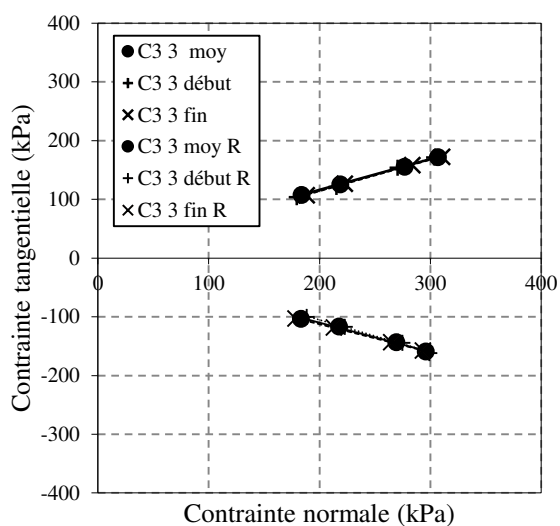 400
300
200
100
0
-100
-200
-300
-400
Contrainte tangentielle (kPa)
C3 3 moy
C3 3 début
C3 3 fin
C3 3 moy R
C3 3 début R
C3 3 fin R
0 100 200 300 400
Contrainte normale (kPa)